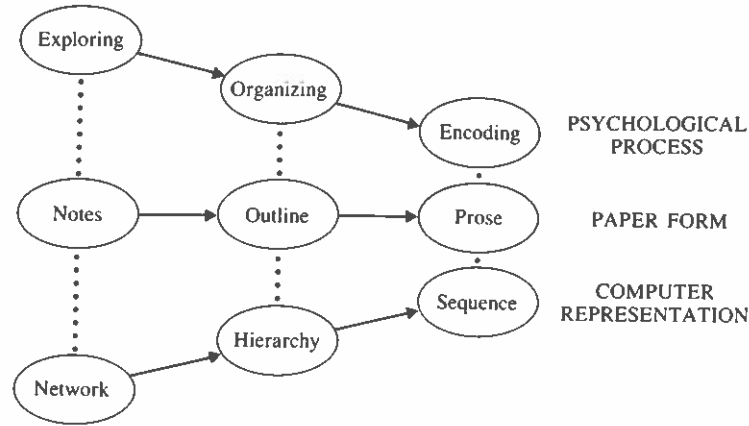 Exploring
Organizing
Encoding
PSYCHOLOGICAL
PROCESS
Notes
Outline
Prose
PAPER FORM
Network
Hierarchy
Sequence
COMPUTER
REPRESENTATION